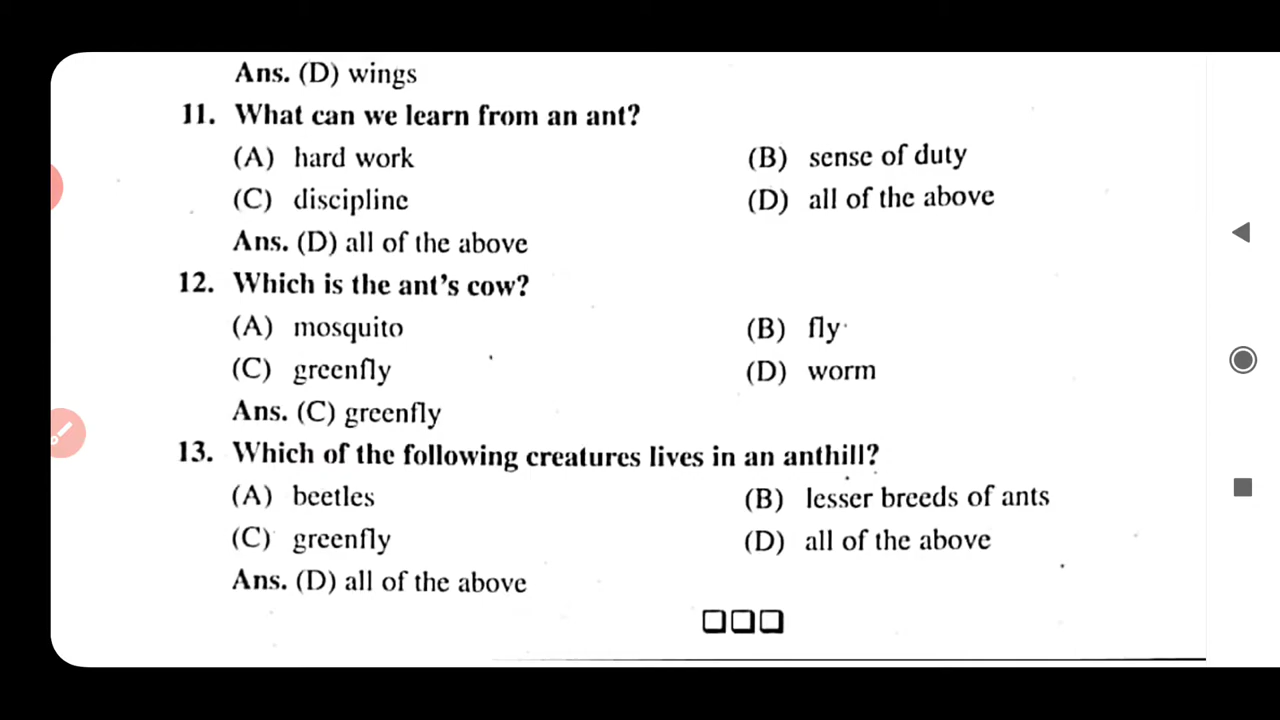 Ans. (D) wings
11. What can we learn from an ant?
(A) hard work (B) sense of duty
(C) discipline (D) all of the above
Ans. (D) all of the above
12. Which is the ant's cow?
(A) mosquito (B) fly
(C) greenfly (D) worm
Ans. (C) greenfly
13. Which of the following creatures lives in an anthill?
(A) beetles (B) lesser breeds of ants
(C) greenfly (D) all of the above
Ans. (D) all of the above